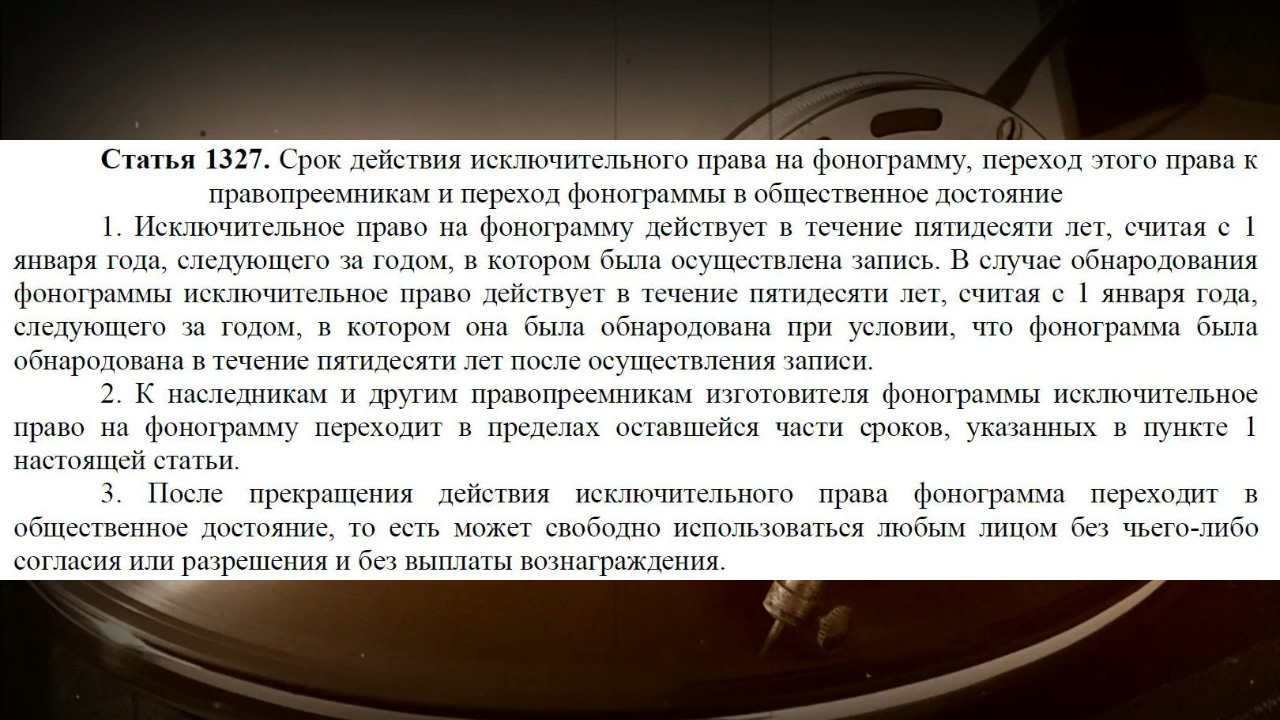 Статья 1327. Срок действия исключительного права на фонограмму, переход этого права к
правопреемникам и переход фонограммы в общественное достояние
1. Исключительное право на фонограмму действует в течение пятидесяти лет, считая с 1
января года, следующего за годом, в котором была осуществлена запись. В случае обнародования
фонограммы исключительное право действует в течение пятидесяти лет, считая с 1 января года,
следующего за годом, в котором она была обнародована при условии, что фонограмма была
обнародована в течение пятидесяти лет после осуществления записи.
2. К наследникам и другим правопреемникам изготовителя фонограммы исключительное
право на фонограмму переходит в пределах оставшейся части сроков, указанных в пункте 1
настоящей статьи.
3. После прекращения действия исключительного права фонограмма переходит в
общественное достояние, то есть может свободно использоваться любым лицом без чьего-либо
согласия или разрешения и без выплаты вознаграждения.